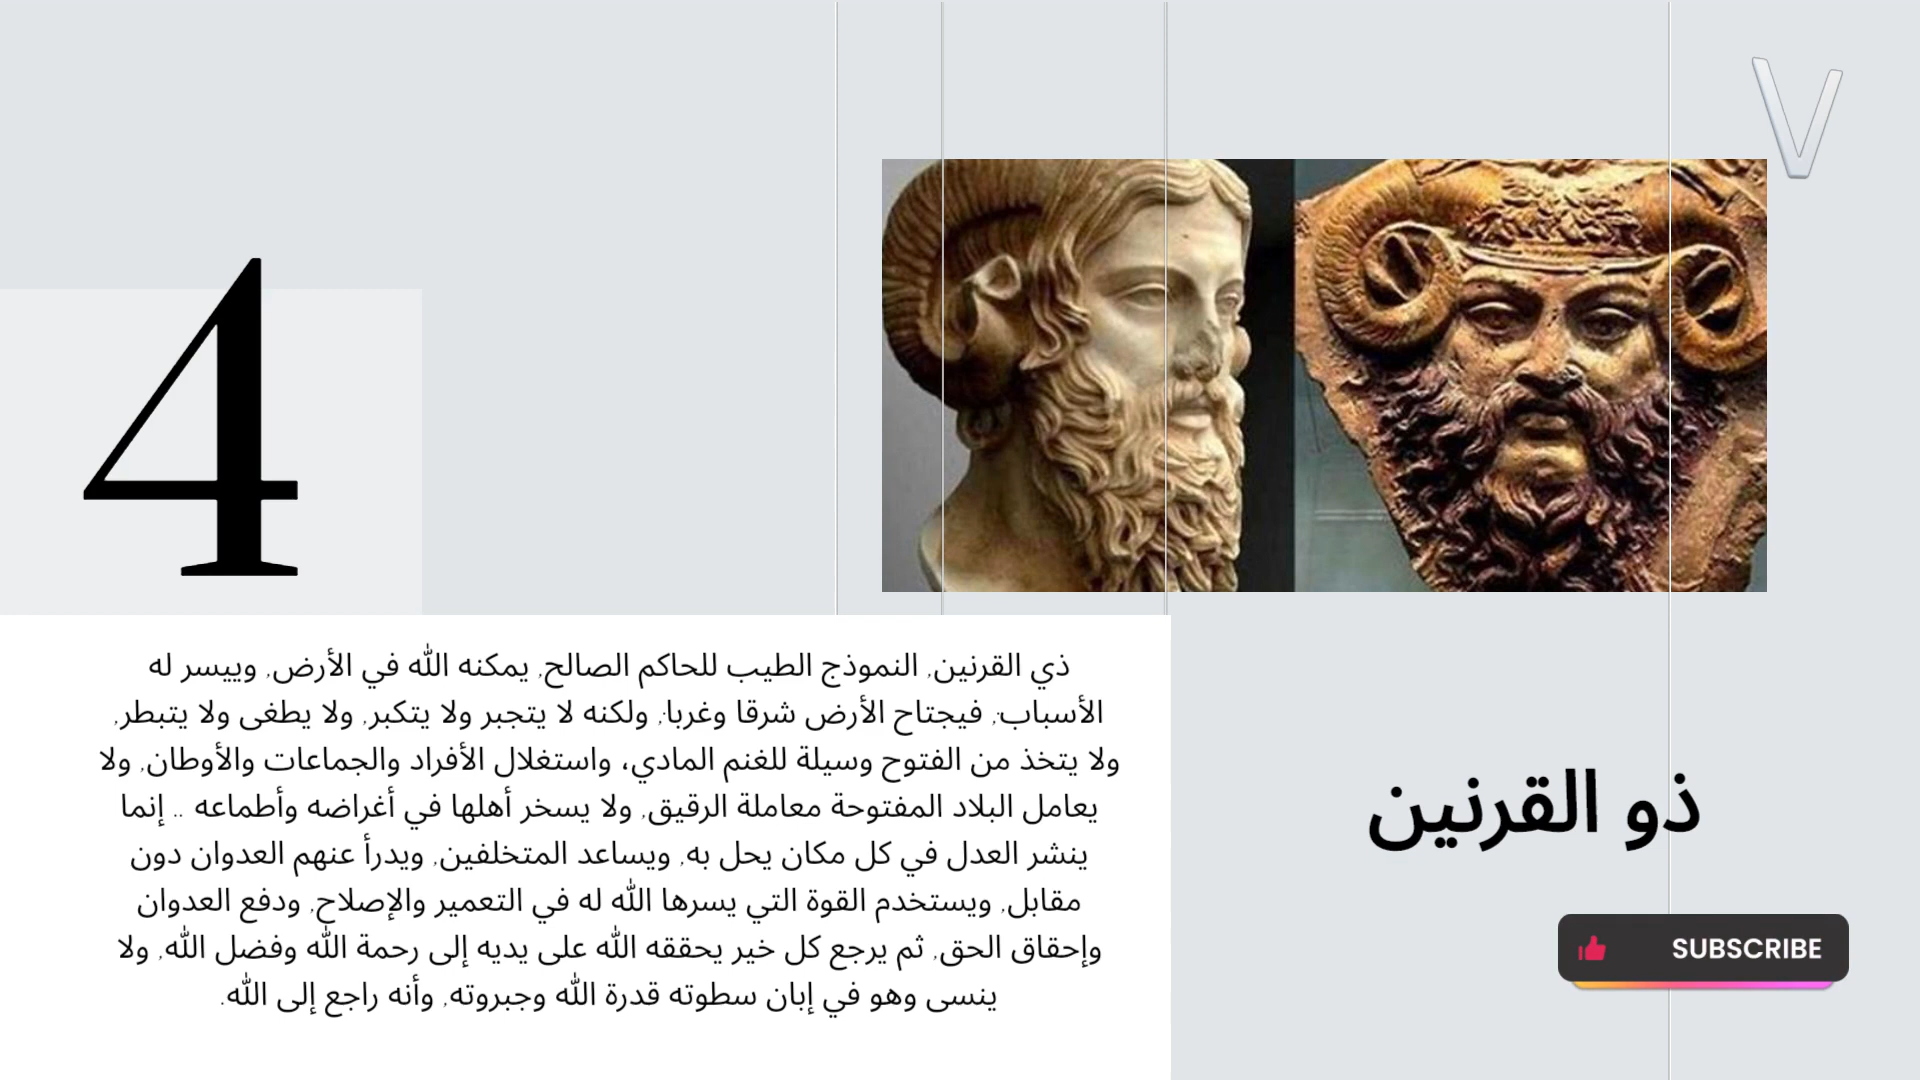 V
4
ذي القرنين, النموذج الطيب للحاكم الصالح, يمكنه الله في الأرض, وييسر له
الأسباب, فيجتاح الأرض شرقا وغربا, ولكنه لا يتجبر ولا يتكبر, ولا يطغى ولا يتبطر,
ولا يتخذ من الفتوح وسيلة للغنم المادي، واستغلال الأفراد والجماعات والأوطان, ولا
يعامل البلاد المفتوحة معاملة الرقيق, ولا يسخر أهلها في أغراضه وأطماعه .. إنما
ينشر العدل في كل مكان يحل به, ويساعد المتخلفين, ويدرأ عنهم العدوان دون
مقابل, ويستخدم القوة التي يسرها الله له في التعمير والإصلاح, ودفع العدوان
وإحقاق الحق, ثم يرجع كل خير يحققه الله على يديه إلى رحمة الله وفضل الله, ولا
ينسى وهو في إبان سطوته قدرة الله وجبروته, وأنه راجع إلى الله.
ذو القرنين
SUBSCRIBE